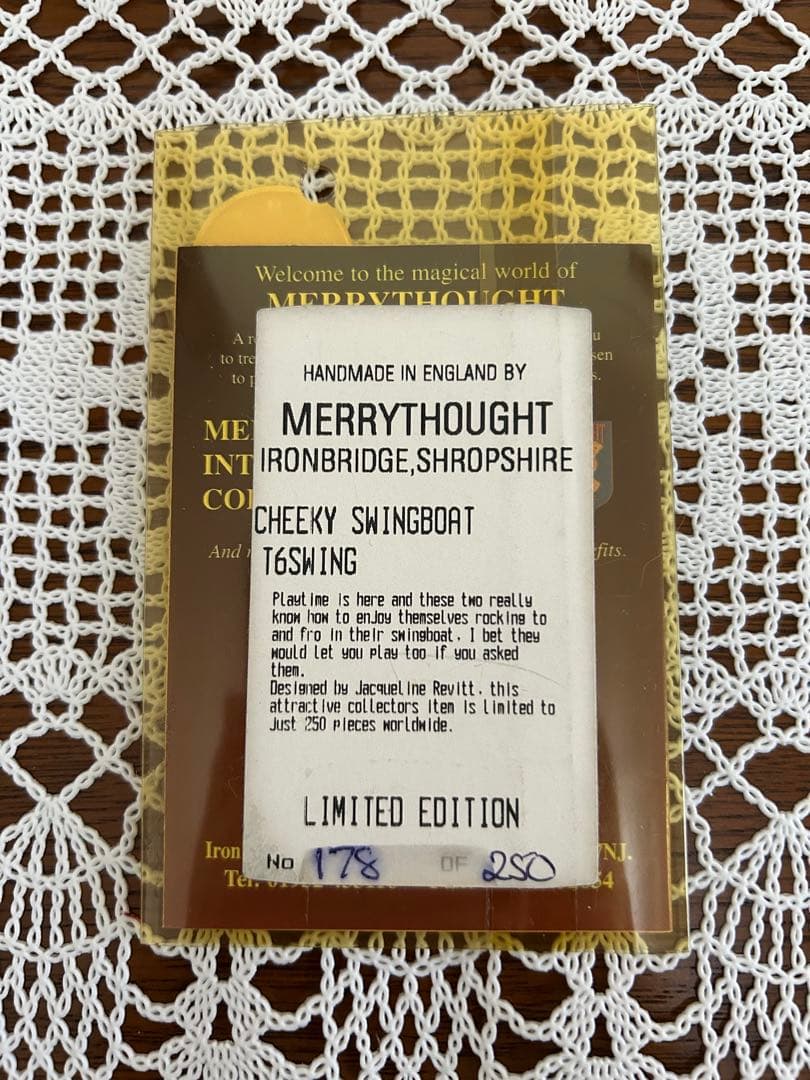 Welcome to the magical world of
MERRYTHOUGHT
HANDMADE IN ENGLAND BY
MERRYTHOUGHT
IRONBRIDGE,SHROPSHIRE
CHEEKY SWINGBOAT
T6SWING
And
Playtime is here and these two really
know how to enjoy themselves rocking to
and fro in their swingboat. I bet they
would let you play too if you asked
them.
Designed by Jacqueline Revitt. this
attractive collectors item is limited to
just 250 pieces worldwide.
LIMITED EDITION
No 178 OF 250
Tel: